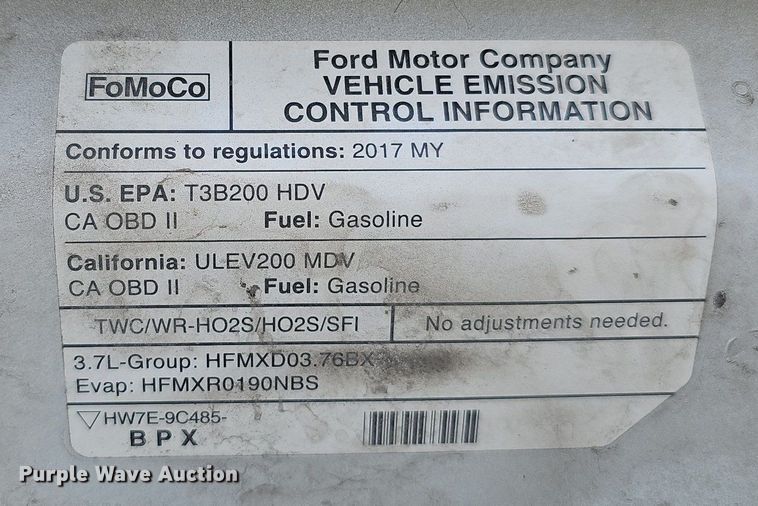 FoMoCo
Ford Motor Company
VEHICLE EMISSION
CONTROL INFORMATION
Conforms to regulations: 2017 MY
U.S. EPA: T3B200 HDV
CA OBD II Fuel: Gasoline
California: ULEV200 MDV
CA OBD II Fuel: Gasoline
TWC/WR-HO2S/HO2S/SFI No adjustments needed.
3.7L-Group: HFMXD03.76BX
Evap: HFMXR0190NBS
HW7E-9C485-
BPX
Purple Wave Auction